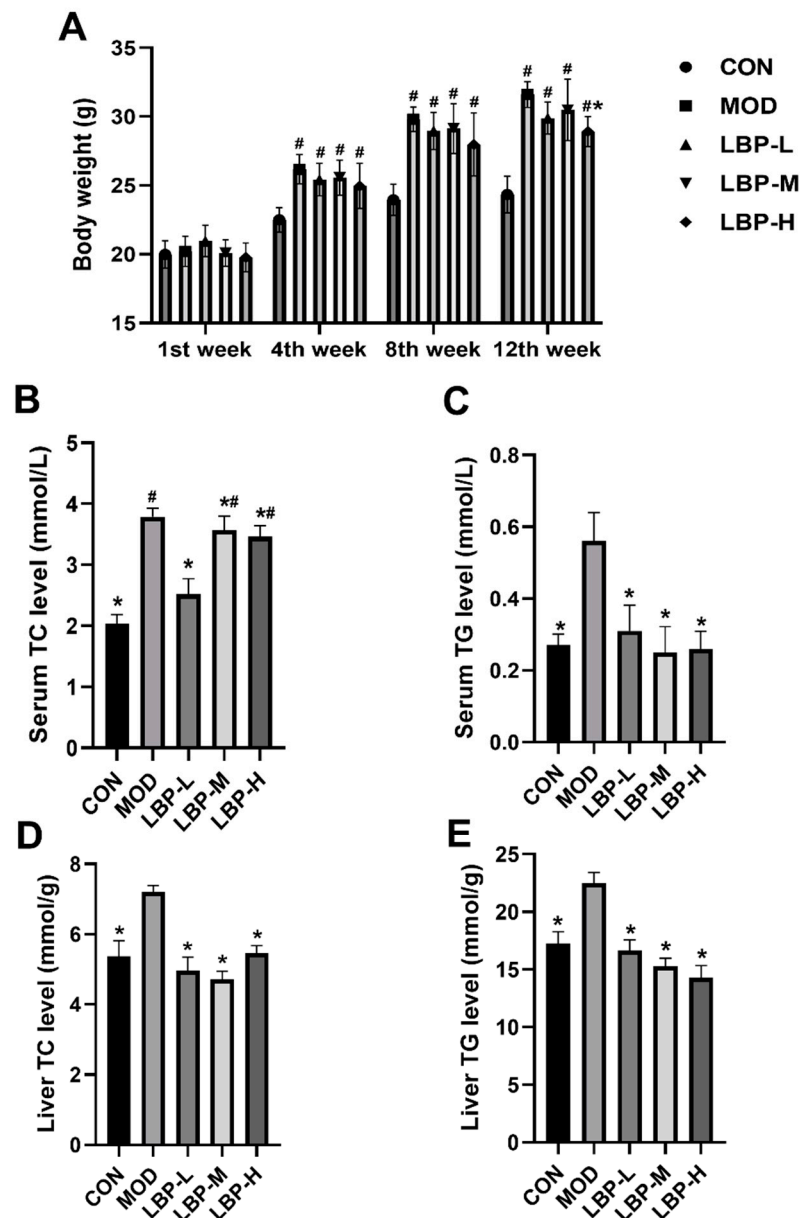 A
Body weight (g)
35
30
25
20
15
# # # #
# # # #
# # # #*
1st week 4th week 8th week 12th week
CON
MOD
LBP-L
LBP-M
LBP-H
B
Serum TC level (mmol/L)
5
4
3
2
1
0
* # * *# *#
CON MOD LBP-L LBP-M LBP-H
C
Serum TG level (mmol/L)
0.8
0.6
0.4
0.2
0.0
* * * *
CON MOD LBP-L LBP-M LBP-H
D
Liver TC level (mmol/g)
8
6
4
2
0
* * * *
CON MOD LBP-L LBP-M LBP-H
E
Liver TG level (mmol/g)
25
20
15
10
5
0
* * * *
CON MOD LBP-L LBP-M LBP-H